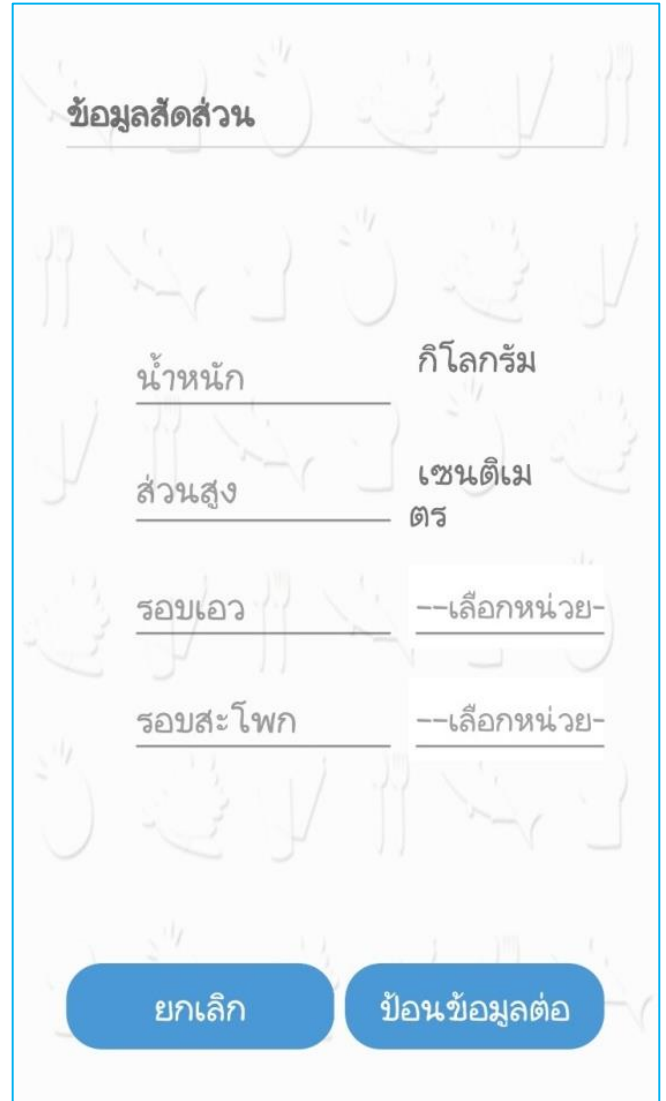 ข้อมูลสัดส่วน
น้ำหนัก กิโลกรัม
ส่วนสูง เซนติเม
ตร
รอบเอว --เลือกหน่วย-
รอบสะโพก --เลือกหน่วย-
ยกเลิก ป้อนข้อมูลต่อ